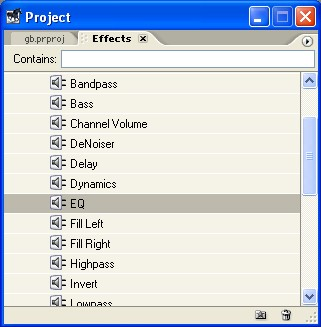 Project
gb.prproj
Effects
Contains:
Bandpass
Bass
Channel Volume
DeNoiser
Delay
Dynamics
EQ
Fill Left
Fill Right
Highpass
Invert
Lowpass